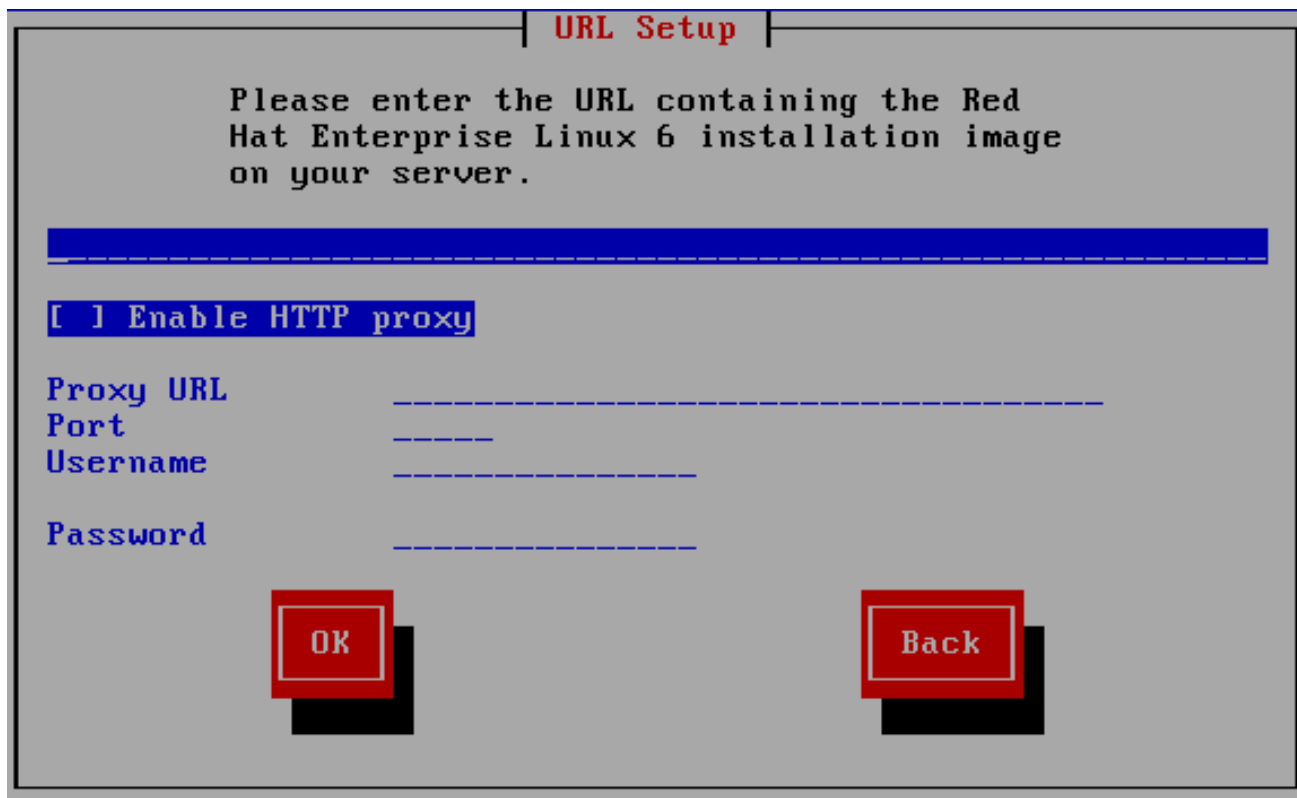 URL Setup
Please enter the URL containing the Red
Hat Enterprise Linux 6 installation image
on your server.
[ ] Enable HTTP proxy
Proxy URL
Port
Username
Password
OK
Back